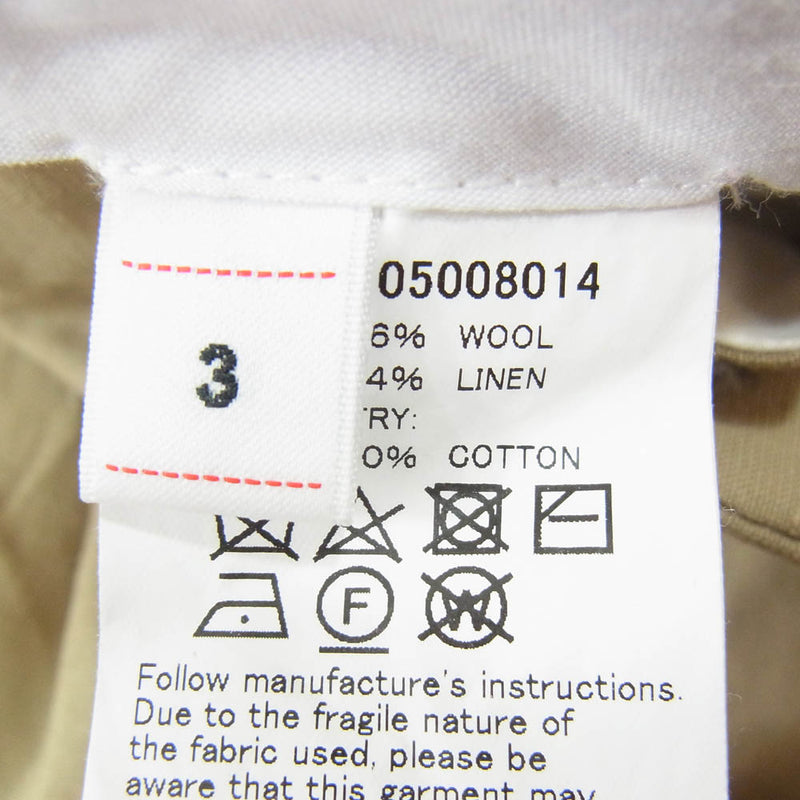 3
05008014
6% WOOL
4% LINEN
RY:
0% COTTON
F
W
Follow manufacture's instructions.
Due to the fragile nature of
the fabric used, please be
aware that this garment may